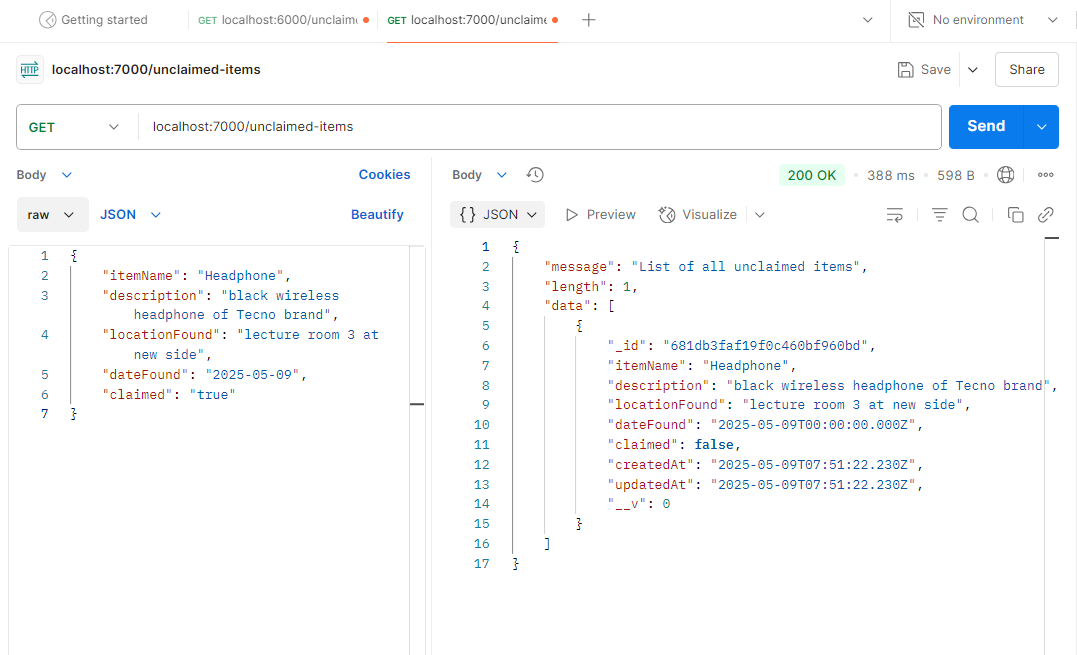 Getting started
GET localhost:6000/unclaim
GET localhost:7000/unclaime
No environment
HTTP localhost:7000/unclaimed-items
Save
Share
GET
localhost:7000/unclaimed-items
Send
Body
Cookies
raw
JSON
Beautify
1 {
2 "itemName": "Headphone",
3 "description": "black wireless
headphone of Tecno brand",
4 "locationFound": "lecture room 3 at
new side",
5 "dateFound": "2025-05-09",
6 "claimed": "true"
7 }
Body
200 OK
388 ms
598 B
{} JSON
Preview
Visualize
1 {
2 "message": "List of all unclaimed items",
3 "length": 1,
4 "data": [
5 {
6 "_id": "681db3faf19f0c460bf960bd",
7 "itemName": "Headphone",
8 "description": "black wireless headphone of Tecno brand",
9 "locationFound": "lecture room 3 at new side",
10 "dateFound": "2025-05-09T00:00:00.000Z",
11 "claimed": false,
12 "createdAt": "2025-05-09T07:51:22.230Z",
13 "updatedAt": "2025-05-09T07:51:22.230Z",
14 "__v": 0
15 }
16 ]
17 }